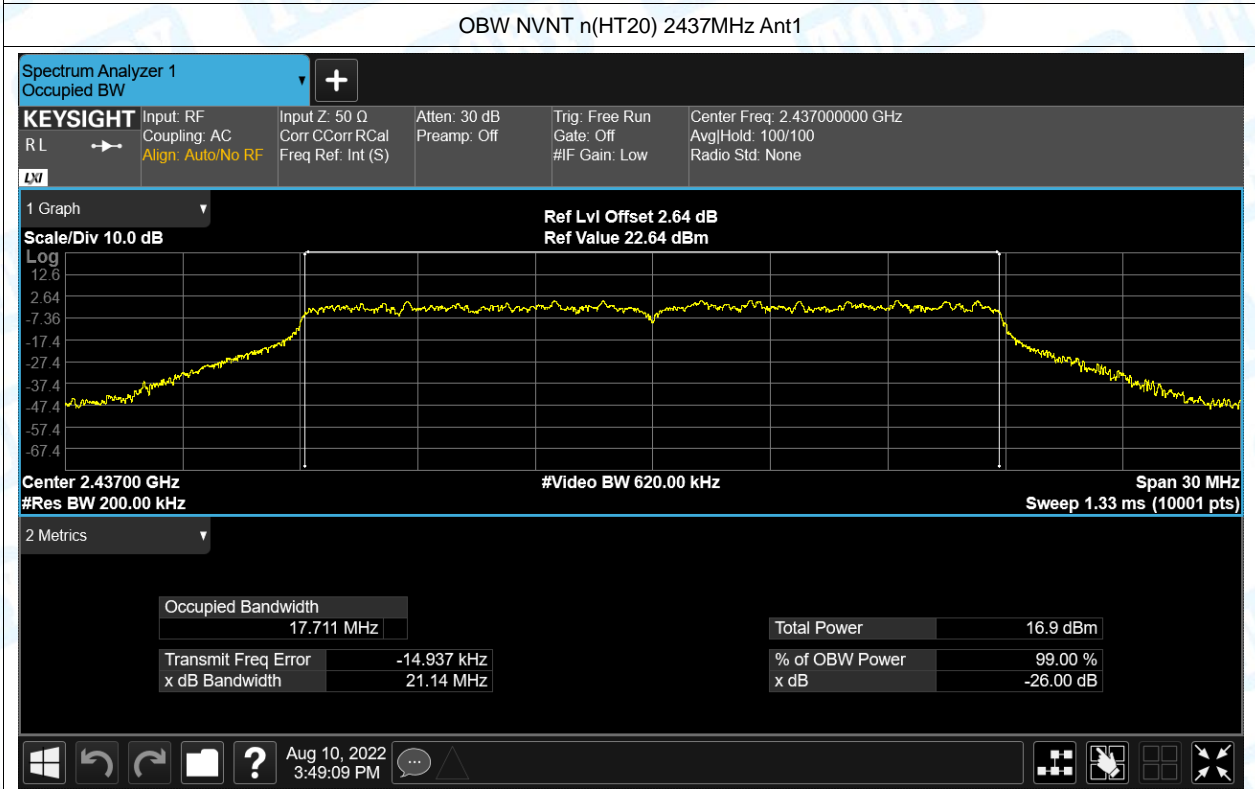 OBW NVNT n(HT20) 2437MHz Ant1
Spectrum Analyzer 1
Occupied BW
+
KEYSIGHT Input: RF Input Z: 50 Ω Atten: 30 dB Trig: Free Run Center Freq: 2.437000000 GHz
RL Coupling: AC Corr CCorr RCal Preamp: Off Gate: Off Avg|Hold: 100/100
Align: Auto/No RF Freq Ref: Int (S) #IF Gain: Low Radio Std: None
LXI
1 Graph
Ref Lvl Offset 2.64 dB
Scale/Div 10.0 dB Ref Value 22.64 dBm
Log
12.6
2.64
-7.36
-17.4
-27.4
-37.4
-47.4
-57.4
-67.4
Center 2.43700 GHz #Video BW 620.00 kHz Span 30 MHz
#Res BW 200.00 kHz Sweep 1.33 ms (10001 pts)
2 Metrics
Occupied Bandwidth
17.711 MHz Total Power 16.9 dBm
Transmit Freq Error -14.937 kHz % of OBW Power 99.00 %
x dB Bandwidth 21.14 MHz x dB -26.00 dB
? Aug 10, 2022
3:49:09 PM